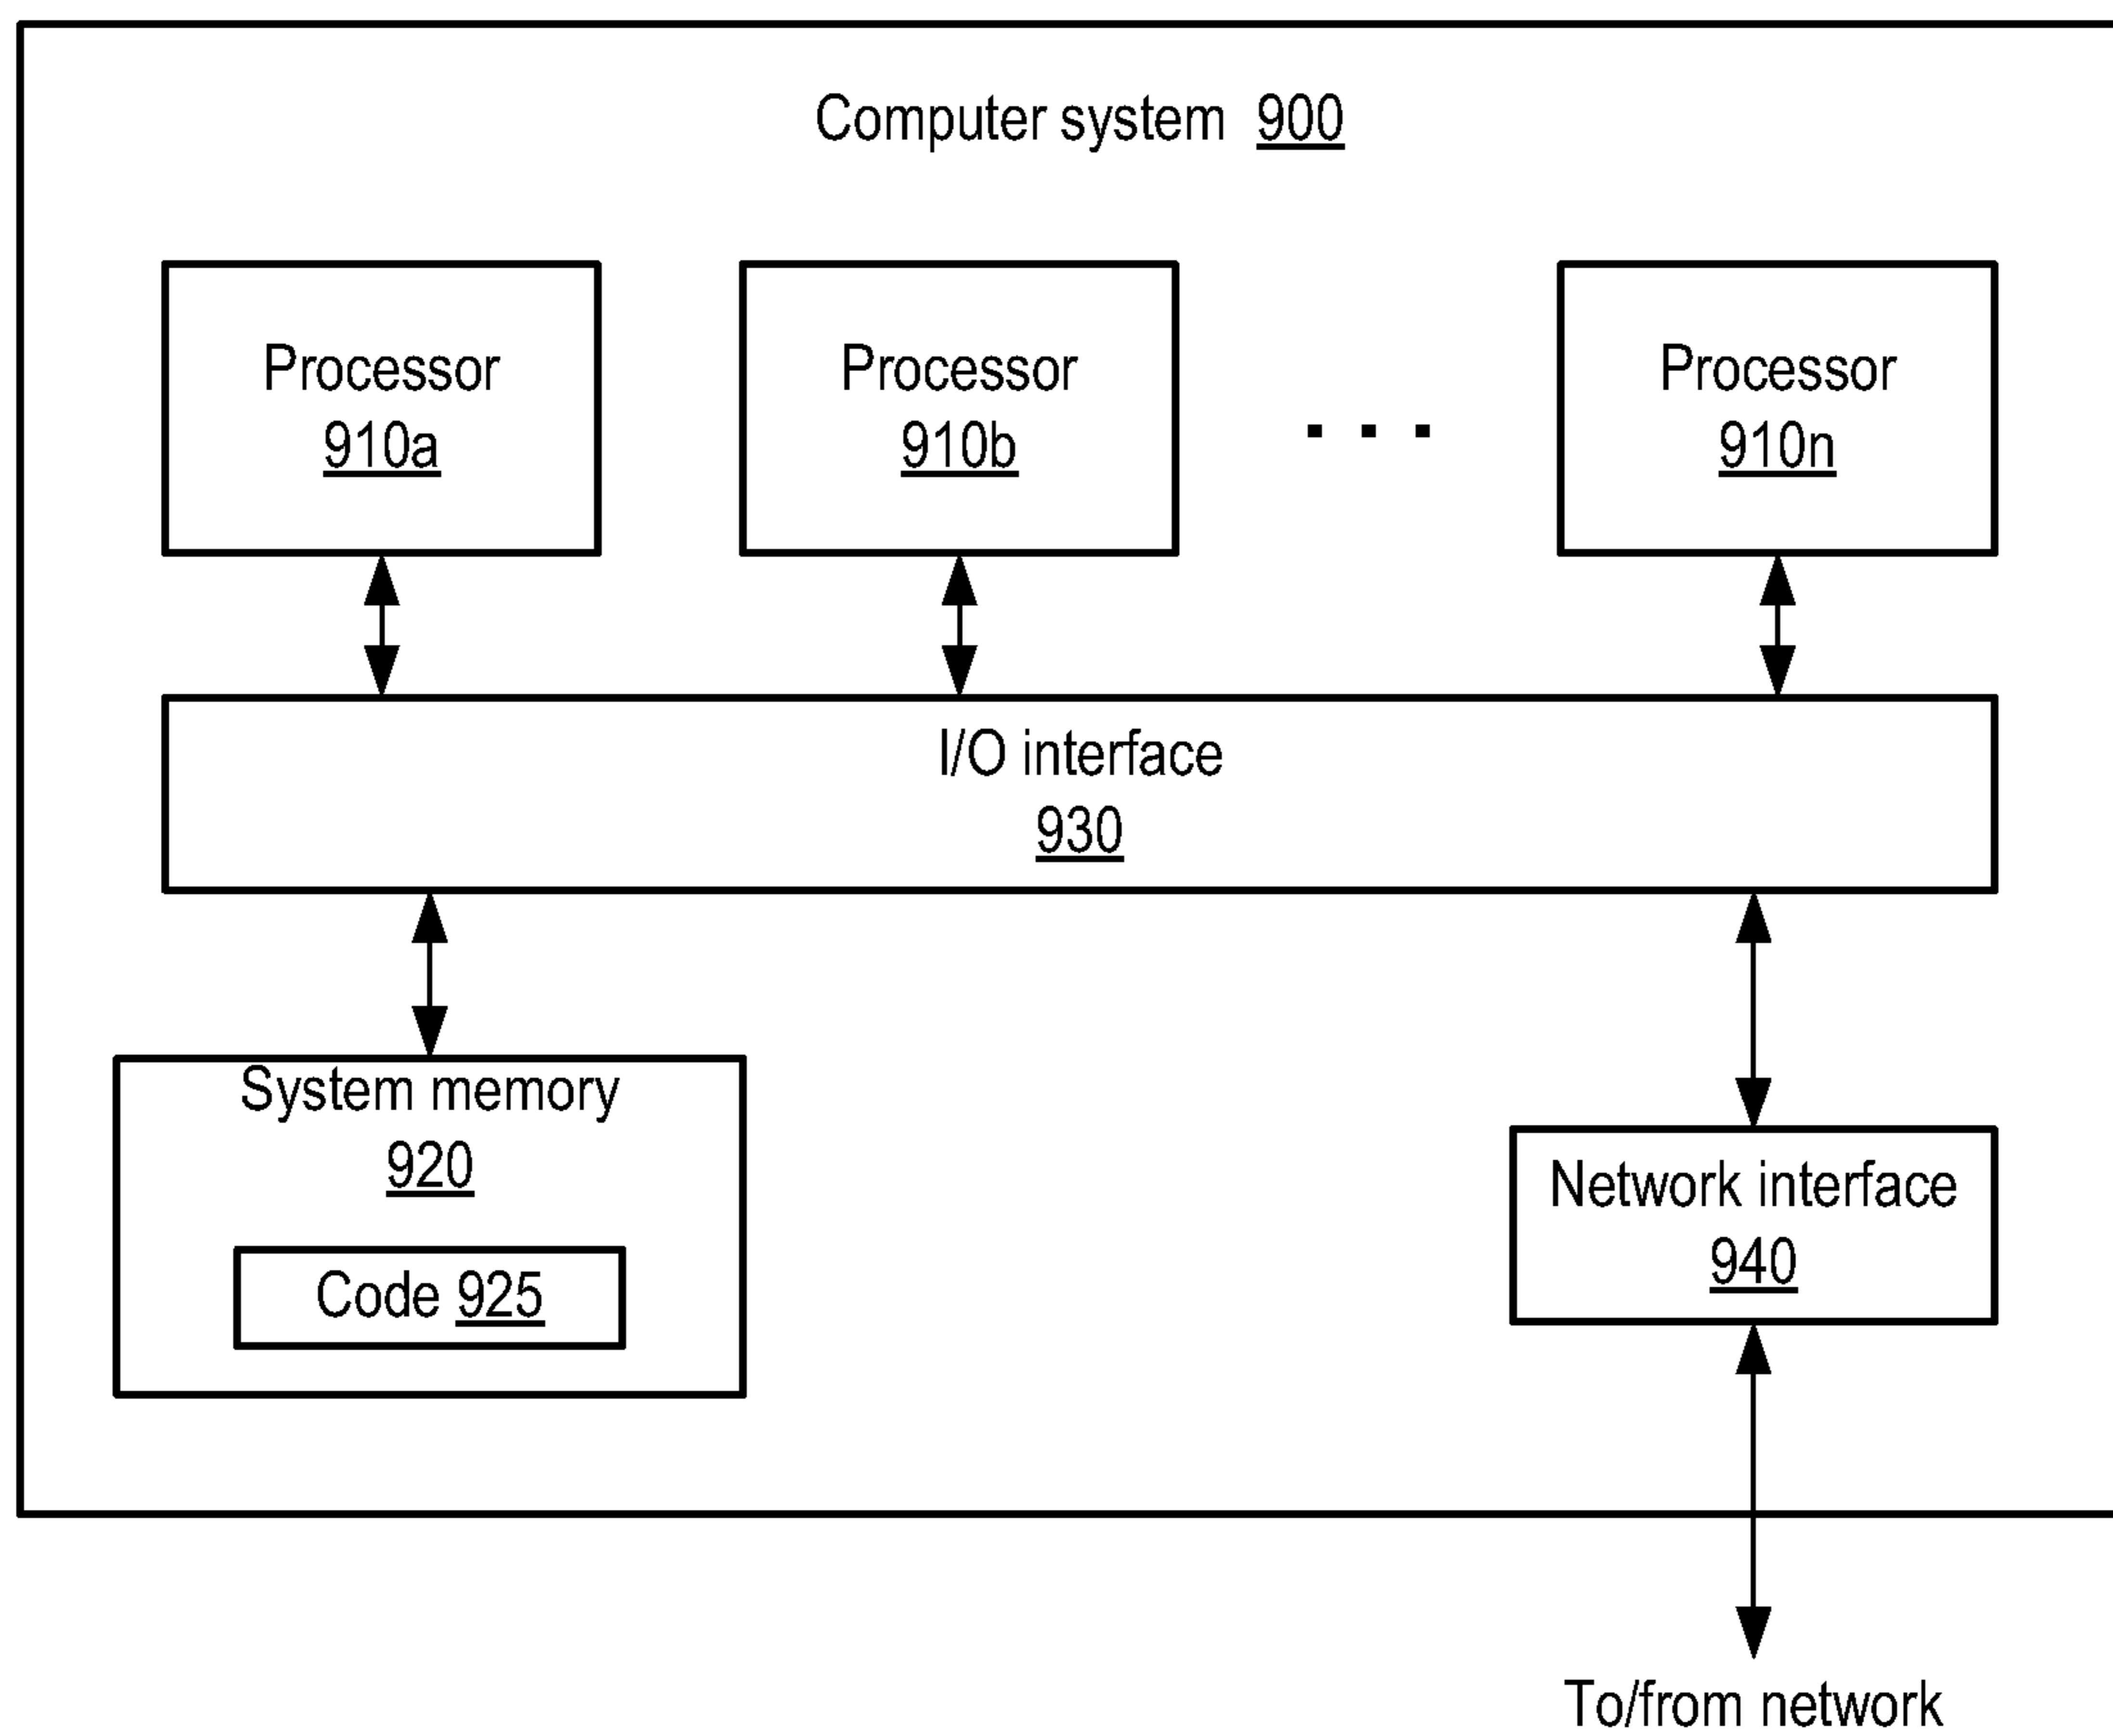 Computer system 900
Processor
910a
Processor
910b
. . .
Processor
910n
I/O interface
930
System memory
920
Code 925
Network interface
940
To/from network